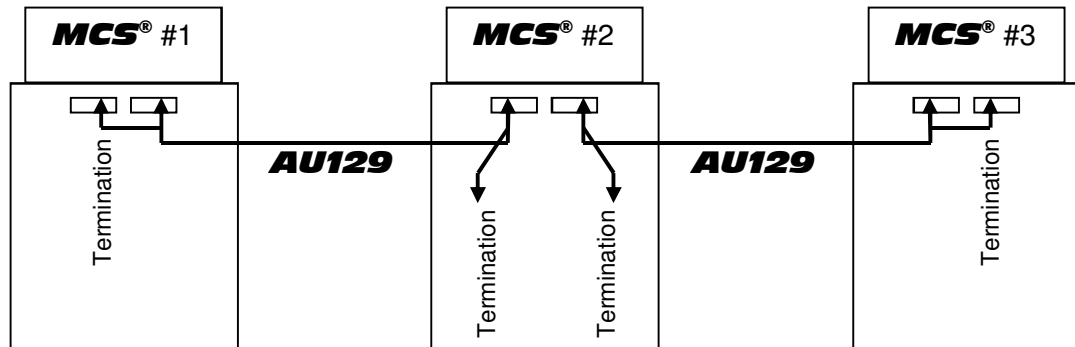 MCS® #1
MCS® #2
MCS® #3
AU129
AU129
Termination
Termination
Termination
Termination